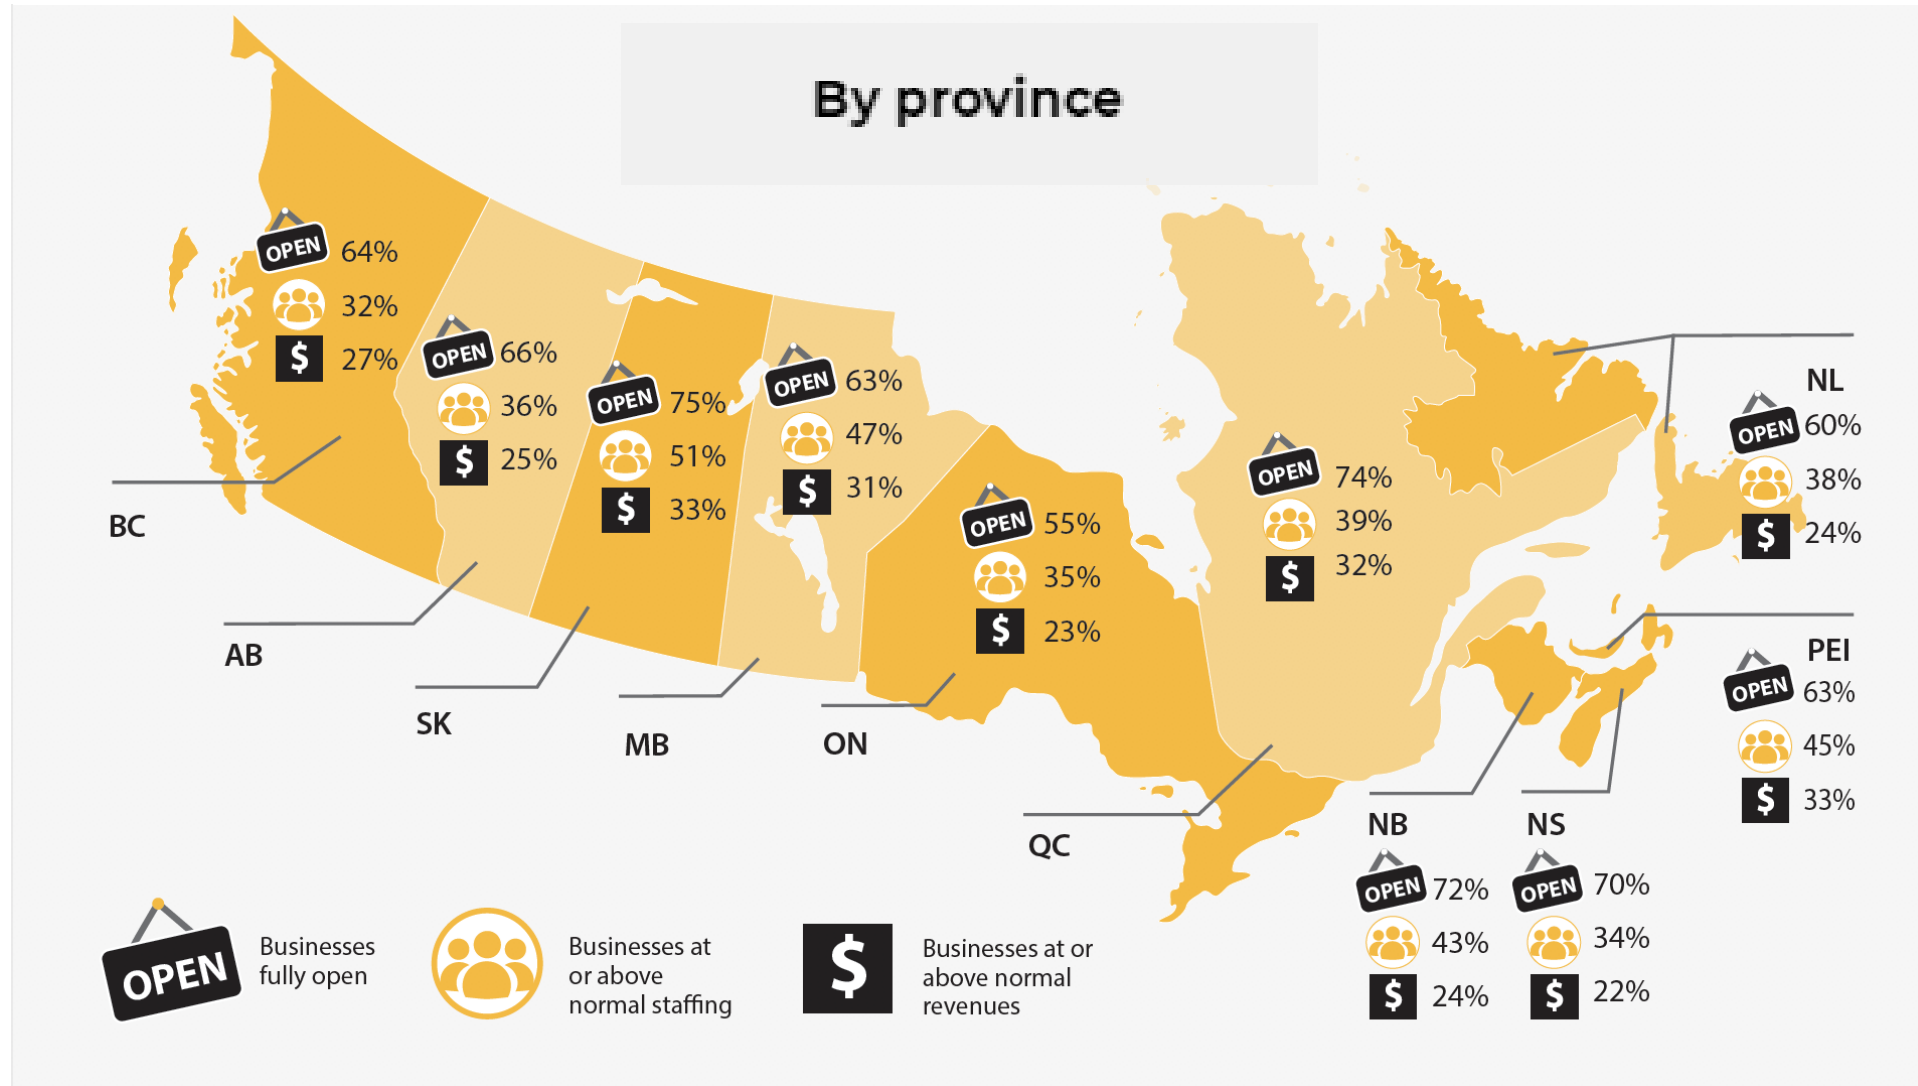 By province
OPEN 64%
32%
$ 27%
BC
OPEN 66%
36%
$ 25%
AB
OPEN 75%
51%
$ 33%
SK
OPEN 63%
47%
$ 31%
MB
OPEN 55%
35%
$ 23%
ON
OPEN 74%
39%
$ 32%
QC
NL
OPEN 60%
38%
$ 24%
PEI
OPEN 63%
45%
$ 33%
NB
OPEN 72%
43%
$ 24%
NS
OPEN 70%
34%
$ 22%
OPEN
Businesses
fully open
Businesses at
or above
normal staffing
$
Businesses at or
above normal
revenues